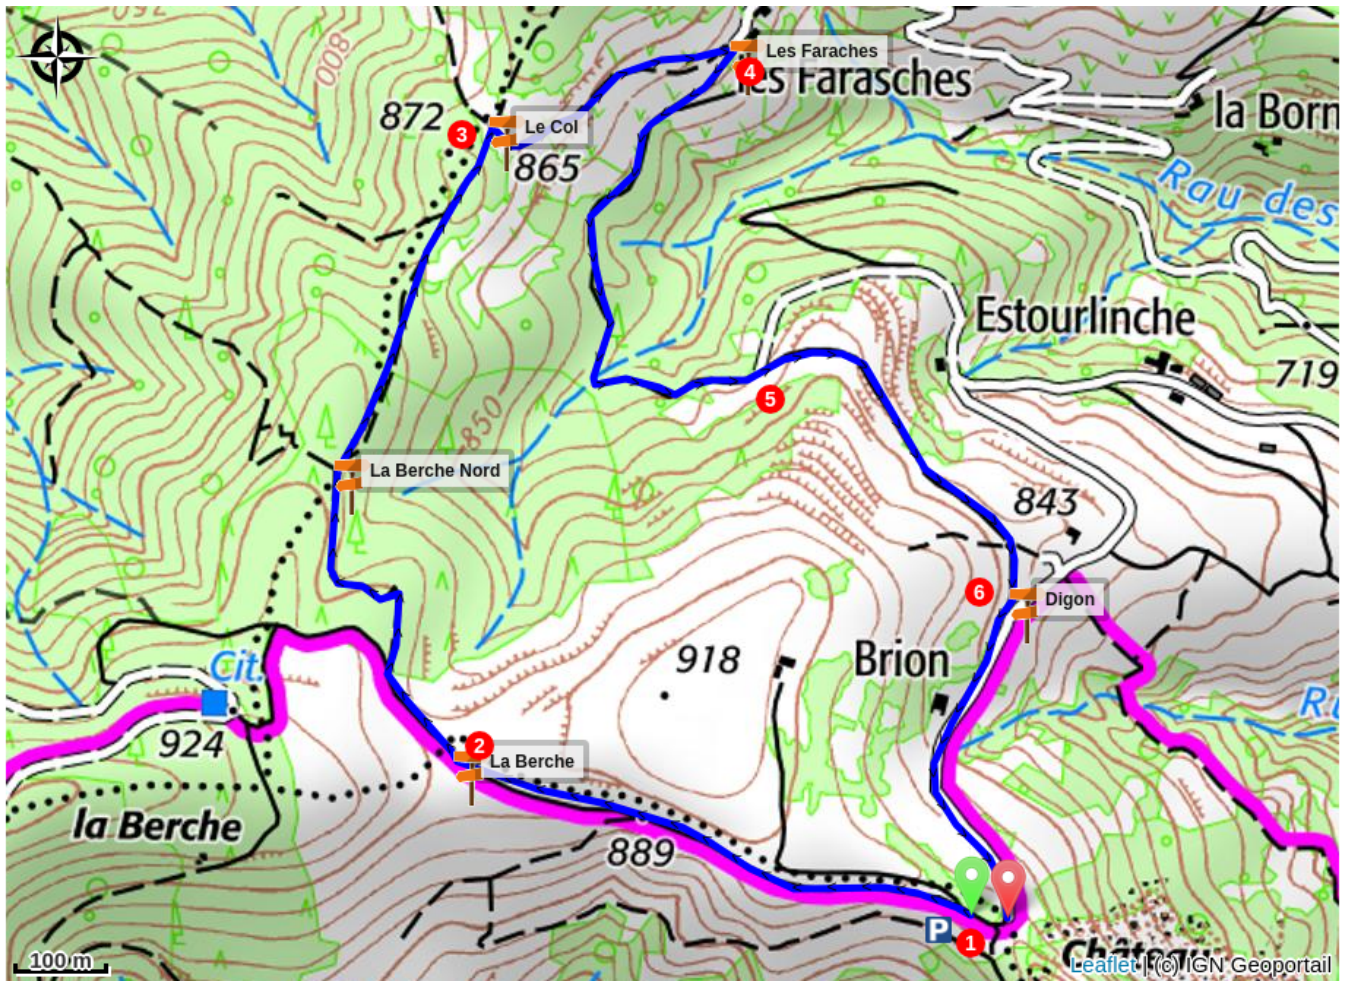 760
800
Les Faraches
4
les Farasches
la Born
872
3
Le Col
865
Rau des
Estourlinche
719
5
850
La Berche Nord
843
6
Digon
918
Brion
Cit.
924
2
La Berche
la Berche
889
P
1
Château
100 m
Leaflet | (c) IGN Geoportail